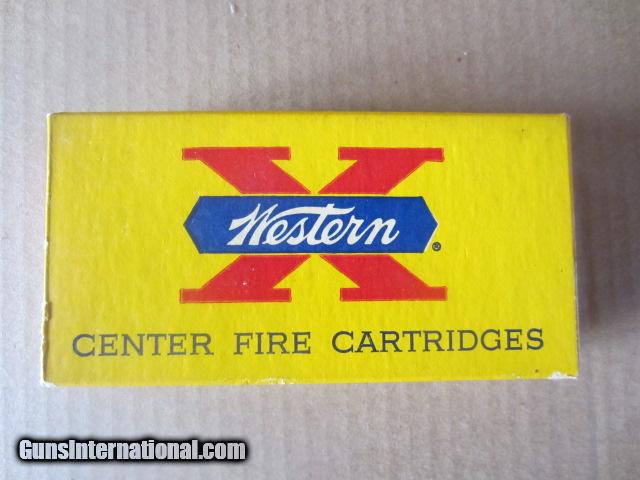 X
Western
®
CENTER FIRE CARTRIDGES
GunsInternational.com